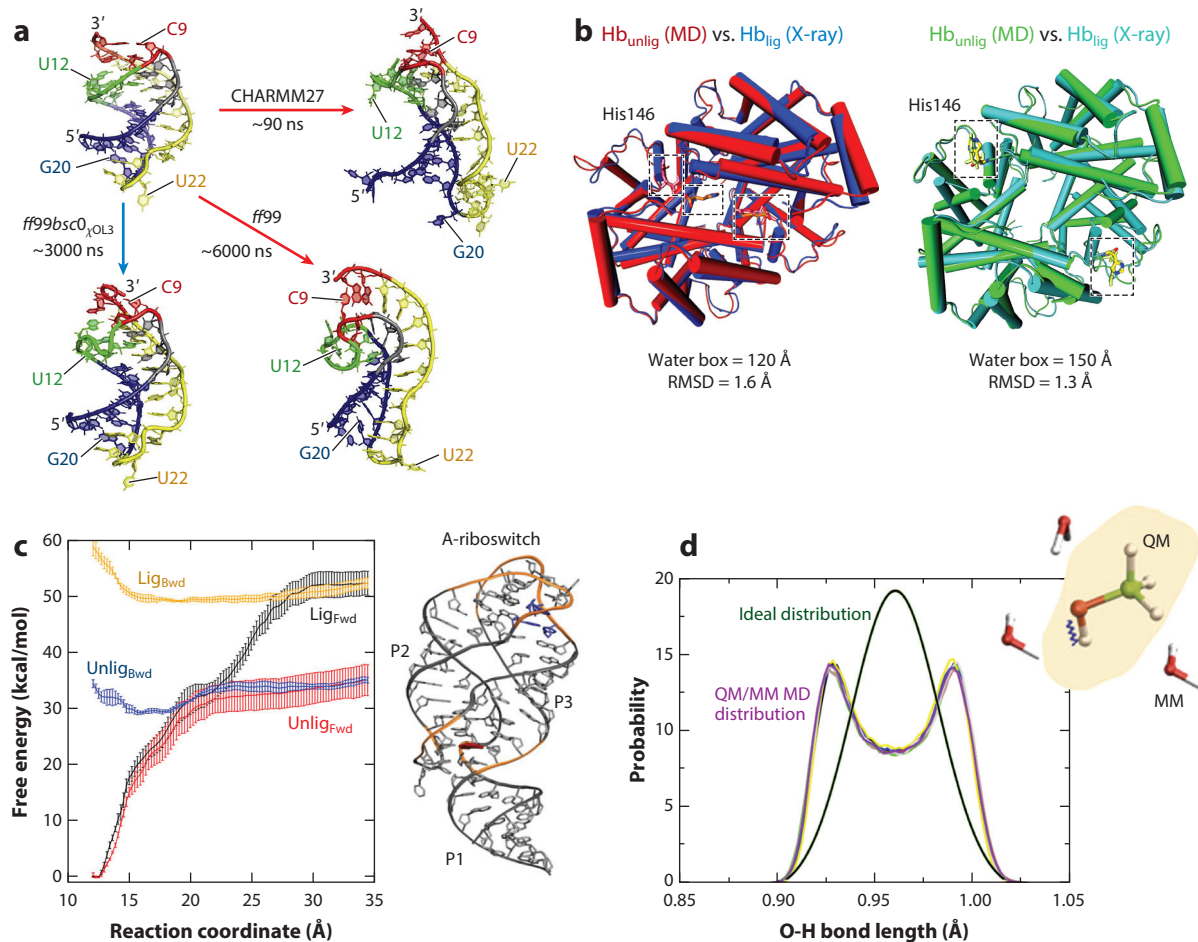 a
3′
C9
U12
5′
G20
U22
CHARMM27
~90 ns
3′
C9
U12
U22
5′
G20
ff99bsc0χOL3
~3000 ns
ff99
~6000 ns
3′
C9
U12
5′
G20
U22
3′
C9
U12
5′
G20
U22
b
Hbunlig (MD) vs. Hblig (X-ray)
His146
Water box = 120 Å
RMSD = 1.6 Å
Hbunlig (MD) vs. Hblig (X-ray)
His146
Water box = 150 Å
RMSD = 1.3 Å
c
Free energy (kcal/mol)
60
50
40
30
20
10
0
LigBwd
LigFwd
UnligBwd
UnligFwd
10 15 20 25 30 35
Reaction coordinate (Å)
A-riboswitch
P2
P3
P1
d
Probability
20
15
10
5
0
Ideal distribution
QM/MM MD
distribution
0.85 0.90 0.95 1.00 1.05
O-H bond length (Å)
QM
MM